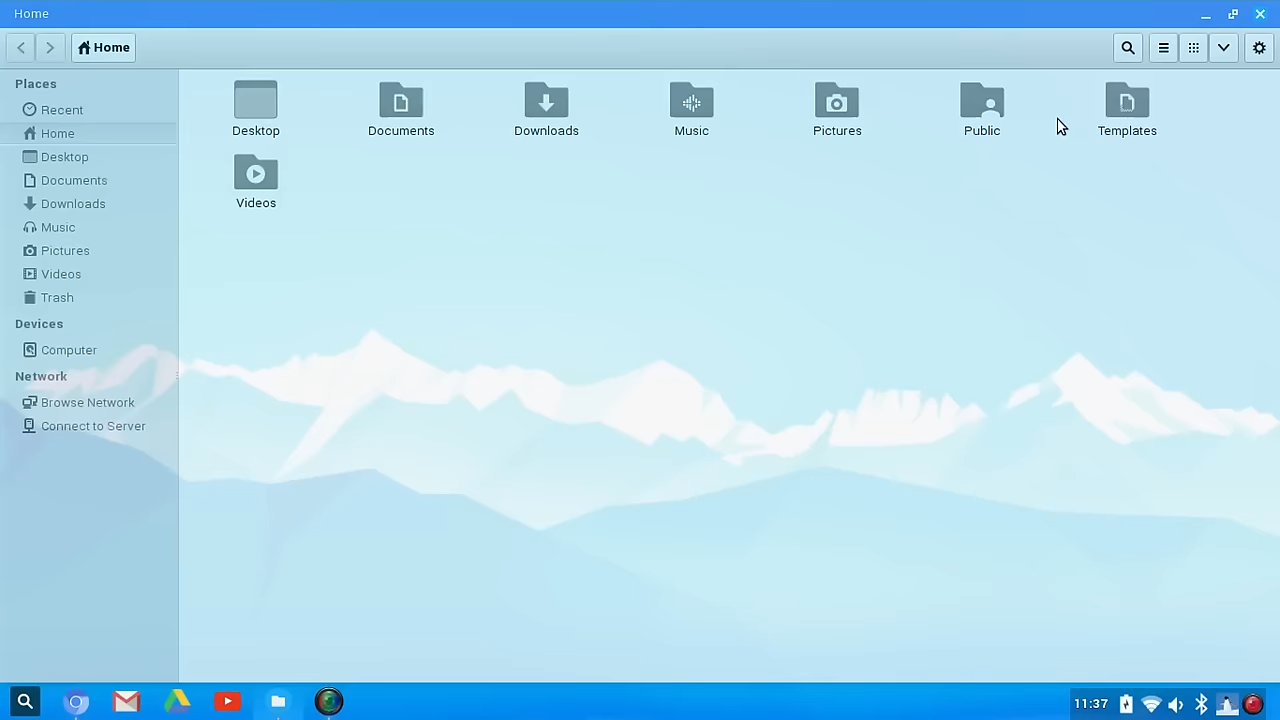 Home
Home
Places
Recent
Home
Desktop
Documents
Downloads
Music
Pictures
Videos
Trash
Devices
Computer
Network
Browse Network
Connect to Server
Desktop
Documents
Downloads
Music
Pictures
Public
Templates
Videos
11:37